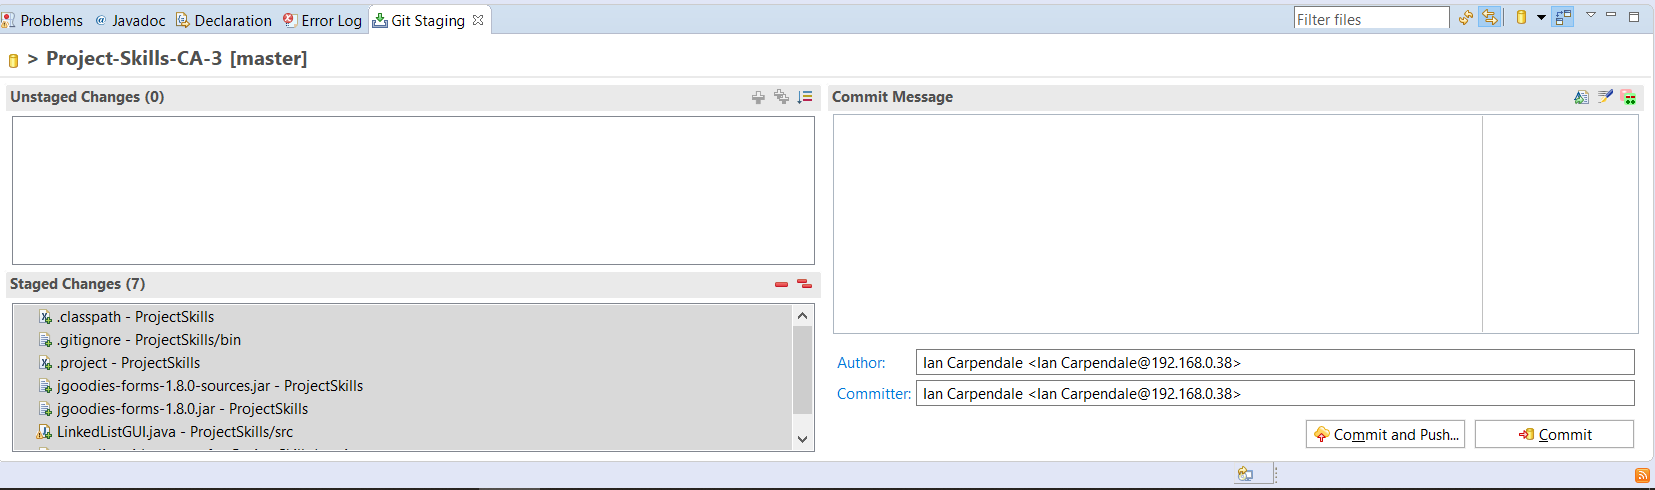 Problems @ Javadoc Declaration Error Log Git Staging
Filter files
> Project-Skills-CA-3 [master]
Unstaged Changes (0)
Commit Message
Staged Changes (7)
.classpath - ProjectSkills
.gitignore - ProjectSkills/bin
.project - ProjectSkills
jgoodies-forms-1.8.0-sources.jar - ProjectSkills
jgoodies-forms-1.8.0.jar - ProjectSkills
LinkedListGUI.java - ProjectSkills/src
Author: Ian Carpendale <Ian Carpendale@192.168.0.38>
Committer: Ian Carpendale <Ian Carpendale@192.168.0.38>
Commit and Push... Commit